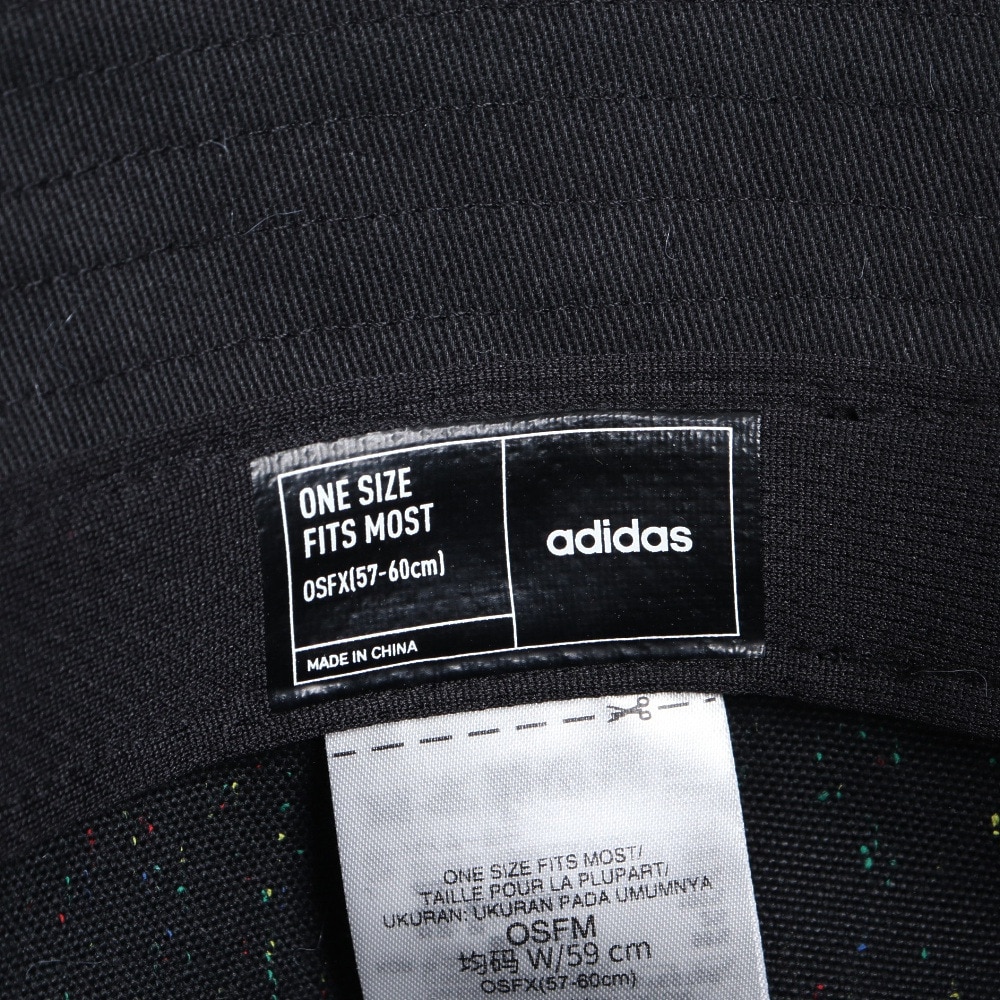 ONE SIZE
FITS MOST
OSFX(57-60cm)
MADE IN CHINA
adidas
ONE SIZE FITS MOST/
TAILLE POUR LA PLUPART/
UKURAN: UKURAN PADA UMUMNYA
OSFM
均码 W/59 cm
OSFX(57-60cm)